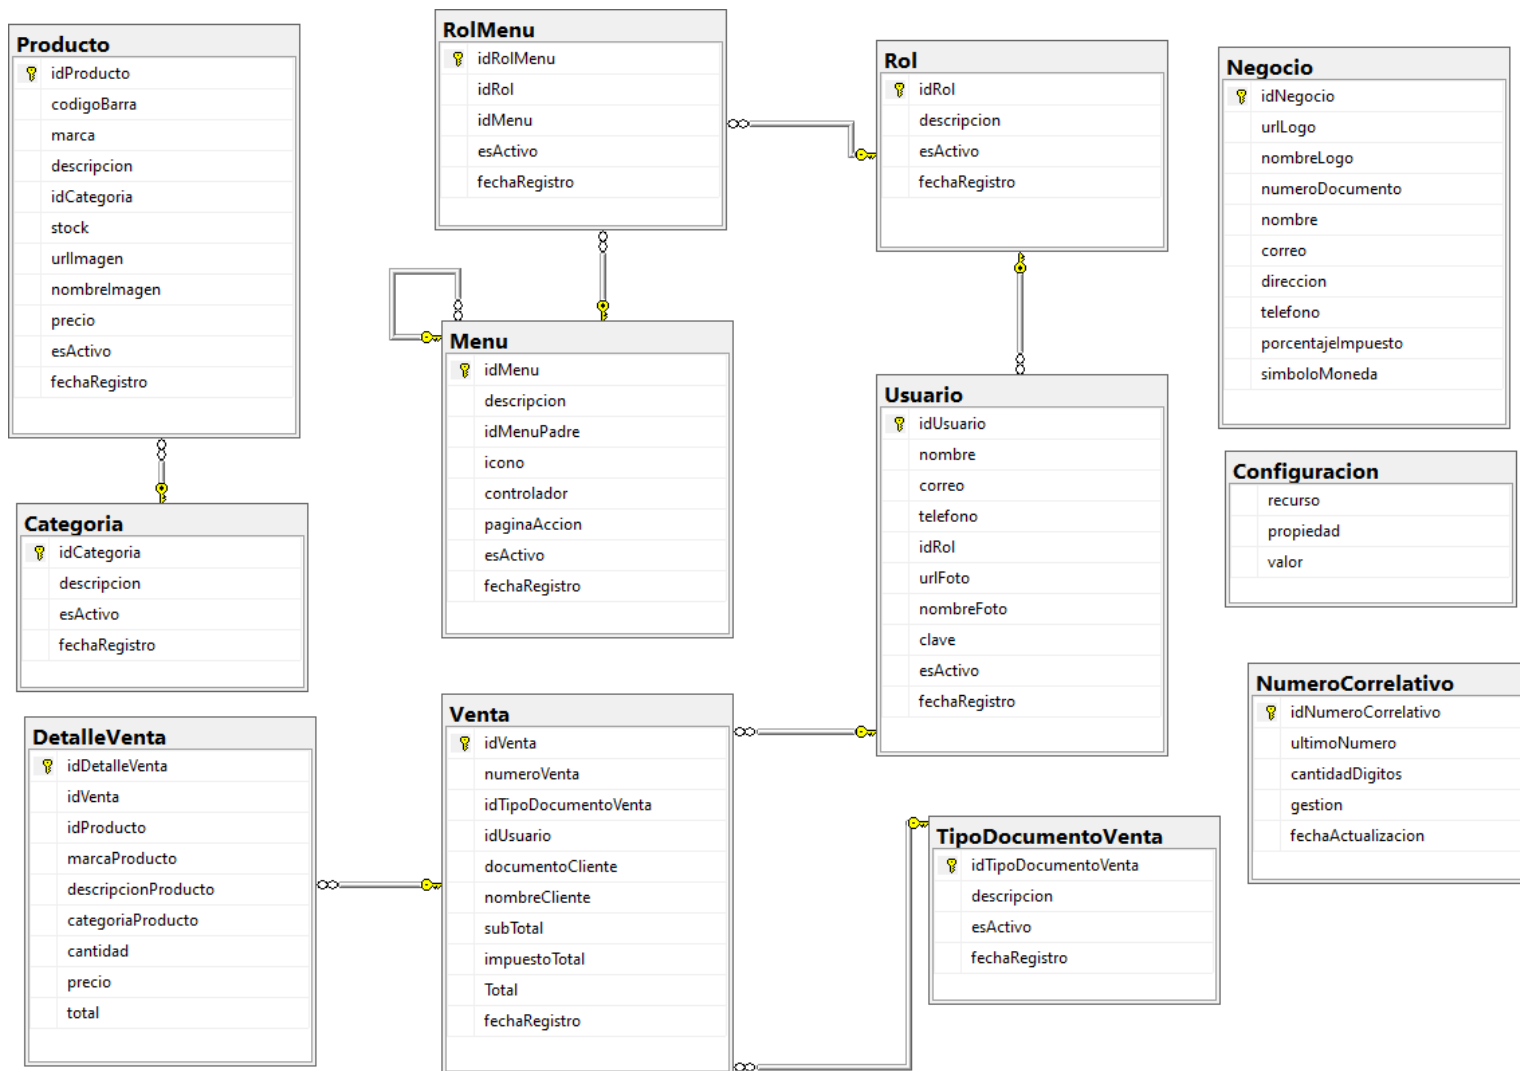 Producto
idProducto
codigoBarra
marca
descripcion
idCategoria
stock
urlImagen
nombreImagen
precio
esActivo
fechaRegistro
RolMenu
idRolMenu
idRol
idMenu
esActivo
fechaRegistro
Rol
idRol
descripcion
esActivo
fechaRegistro
Negocio
idNegocio
urlLogo
nombreLogo
numeroDocumento
nombre
correo
direccion
telefono
porcentajeImpuesto
simboloMoneda
Menu
idMenu
descripcion
idMenuPadre
icono
controlador
paginaAccion
esActivo
fechaRegistro
Usuario
idUsuario
nombre
correo
telefono
idRol
urlFoto
nombreFoto
clave
esActivo
fechaRegistro
Configuracion
recurso
propiedad
valor
Categoria
idCategoria
descripcion
esActivo
fechaRegistro
DetalleVenta
idDetalleVenta
idVenta
idProducto
marcaProducto
descripcionProducto
categoriaProducto
cantidad
precio
total
Venta
idVenta
numeroVenta
idTipoDocumentoVenta
idUsuario
documentoCliente
nombreCliente
subTotal
impuestoTotal
Total
fechaRegistro
TipoDocumentoVenta
idTipoDocumentoVenta
descripcion
esActivo
fechaRegistro
NumeroCorrelativo
idNumeroCorrelativo
ultimoNumero
cantidadDigitos
gestion
fechaActualizacion